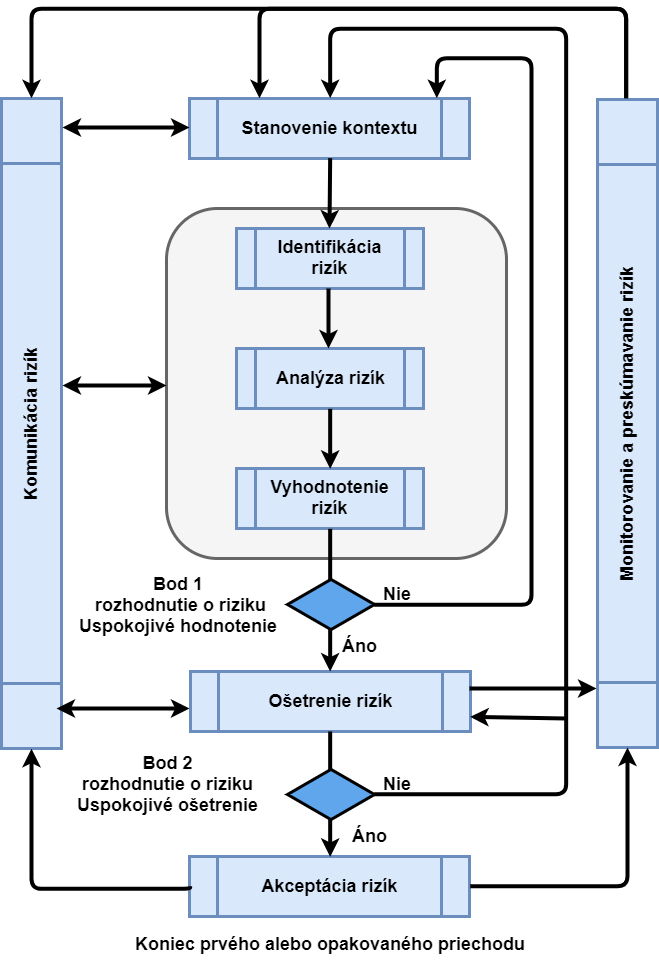 Stanovenie kontextu
Identifikácia
rizík
Analýza rizík
Komunikácia rizík
Monitorovanie a preskúmavanie rizík
Vyhodnotenie
rizík
Bod 1
rozhodnutie o riziku
Uspokojivé hodnotenie
Nie
Áno
Ošetrenie rizík
Bod 2
rozhodnutie o riziku
Uspokojivé ošetrenie
Nie
Áno
Akceptácia rizík
Koniec prvého alebo opakovaného priechodu